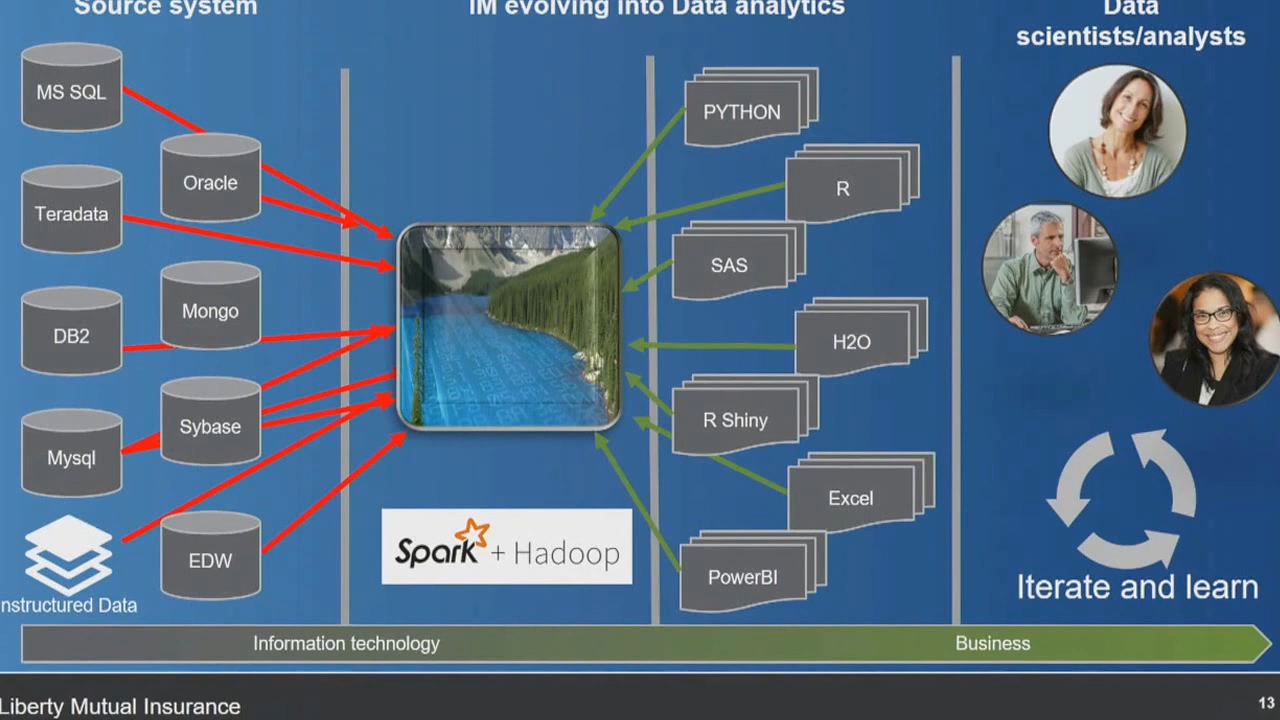 Source system
IM evolving into Data analytics
Data
scientists/analysts
MS SQL
Oracle
Teradata
Mongo
DB2
Sybase
Mysql
EDW
nstructured Data
Spark + Hadoop
PYTHON
R
SAS
H2O
R Shiny
Excel
PowerBI
Iterate and learn
Information technology
Business
Liberty Mutual Insurance
13